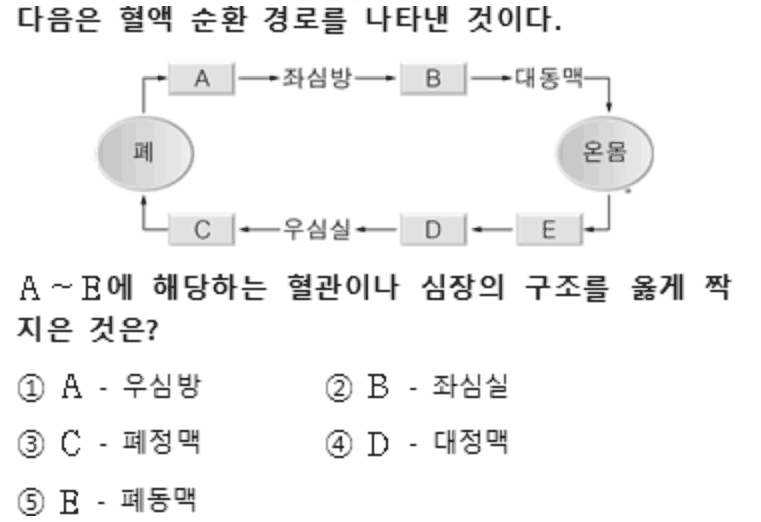 다음은 혈액 순환 경로를 나타낸 것이다.
A 좌심방 B 대동맥
폐 온몸
C 우심실 D E
A ~ E에 해당하는 혈관이나 심장의 구조를 옳게 짝
지은 것은?
① A - 우심방 ② B - 좌심실
③ C - 폐정맥 ④ D - 대정맥
⑤ E - 폐동맥